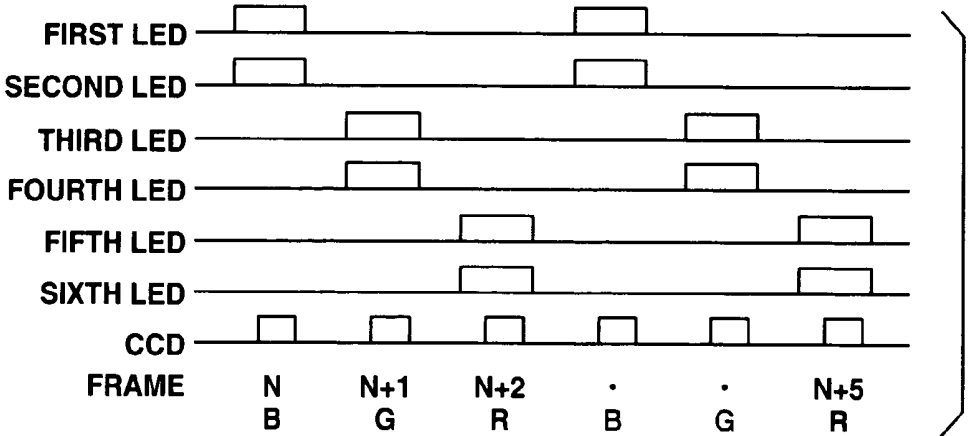 FIRST LED
SECOND LED
THIRD LED
FOURTH LED
FIFTH LED
SIXTH LED
CCD
FRAME N N+1 N+2 · · N+5
B G R B G R